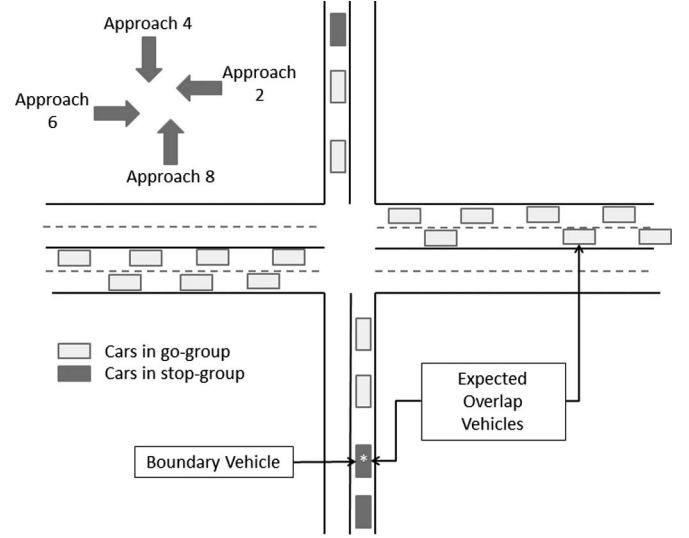 Approach 4
Approach
2
Approach
6
Approach 8
Cars in go-group
Cars in stop-group
Expected
Overlap
Vehicles
Boundary Vehicle
*